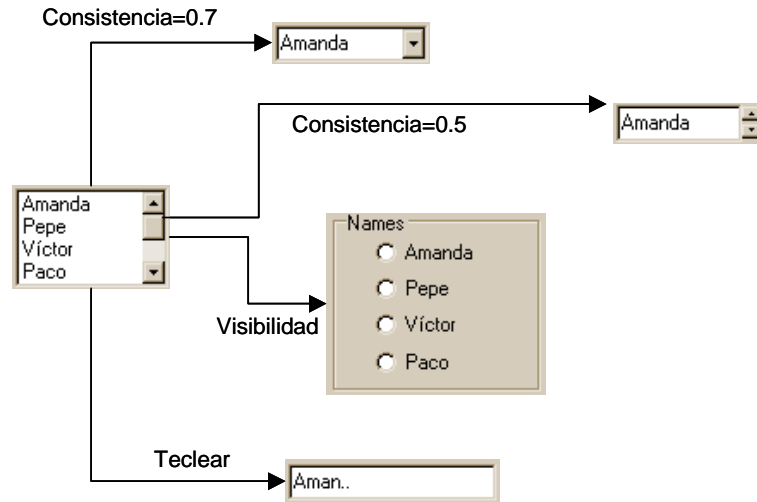 Consistencia=0.7
Amanda
Consistencia=0.5
Amanda
Amanda
Pepe
Víctor
Paco
Names
Amanda
Pepe
Víctor
Paco
Visibilidad
Teclear
Aman..